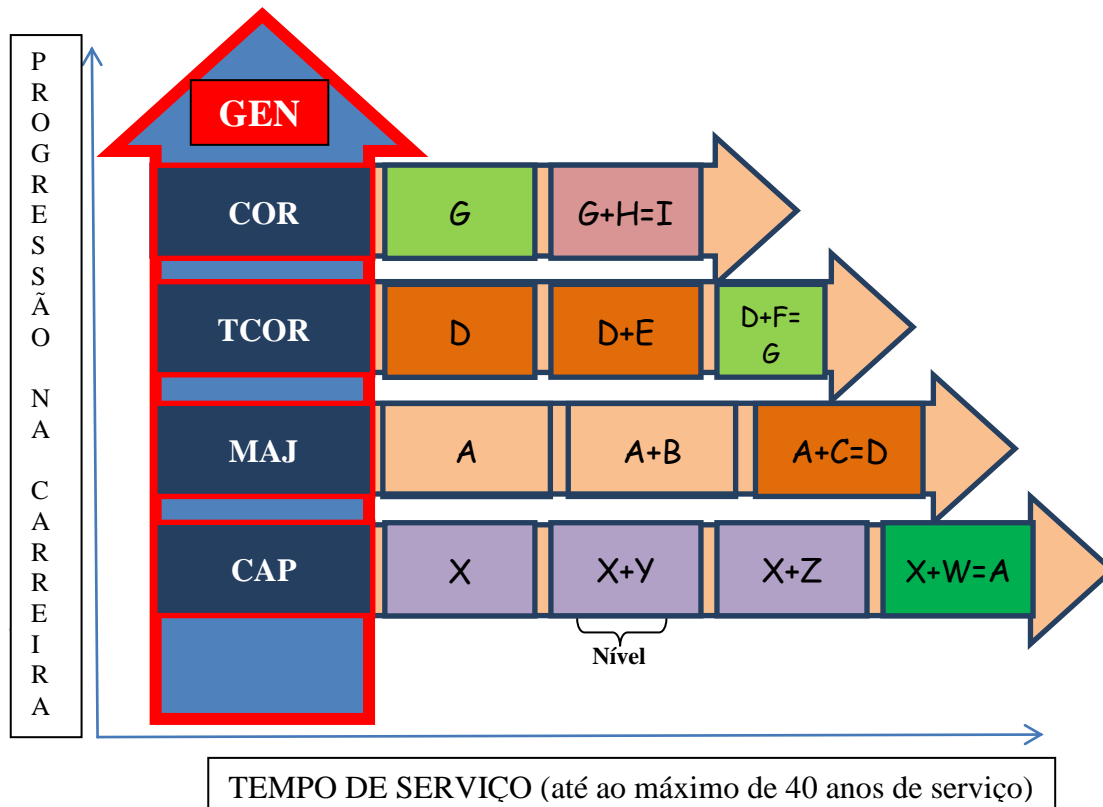 PROGRESSÃO NA CARREIRA
GEN
COR
G
G+H=I
TCOR
D
D+E
D+F=
G
MAJ
A
A+B
A+C=D
CAP
X
X+Y
X+Z
X+W=A
Nível
TEMPO DE SERVIÇO (até ao máximo de 40 anos de serviço)